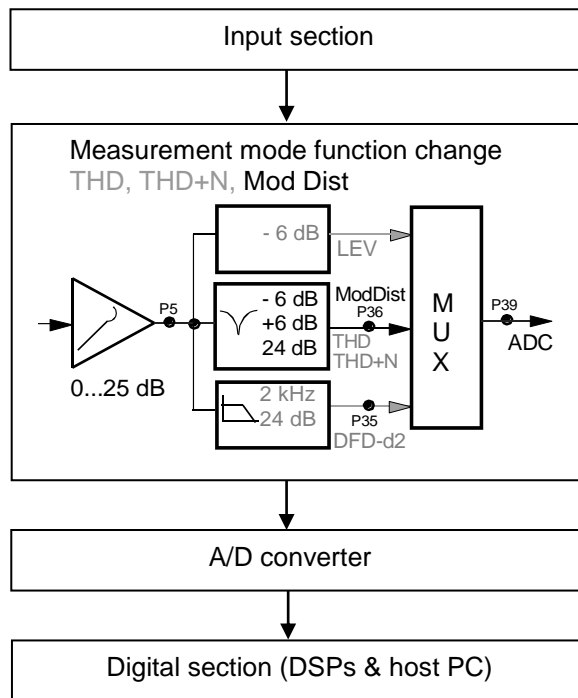 Input section
Measurement mode function change
THD, THD+N, Mod Dist
- 6 dB
LEV
P5
0...25 dB
- 6 dB
+6 dB
24 dB
ModDist
P36
THD
THD+N
2 kHz
24 dB
P35
DFD-d2
M
U
X
P39
ADC
A/D converter
Digital section (DSPs & host PC)